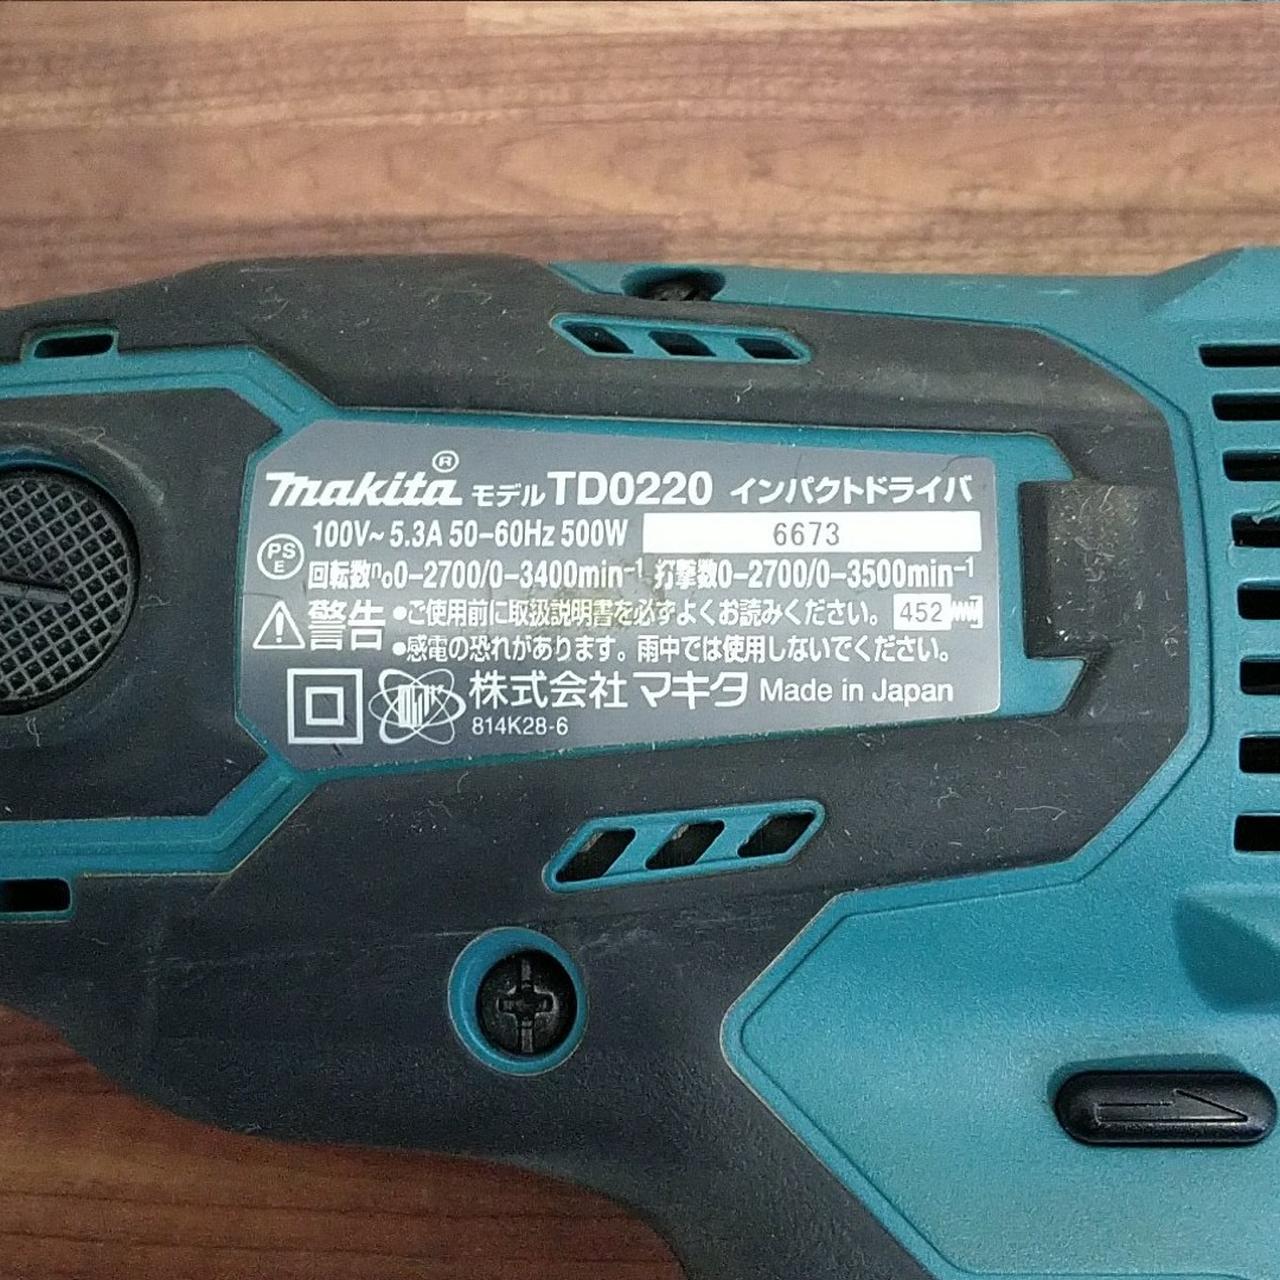 makita® モデル TD0220 インパクトドライバ
100V~5.3A 50-60Hz 500W 6673
PS E 回転数n₀0-2700/0-3400min⁻¹ 打撃数0-2700/0-3500min⁻¹
警告 •ご使用前に取扱説明書を必ずよくお読みください。 452
•感電の恐れがあります。雨中では使用しないでください。
株式会社マキタ Made in Japan
814K28-6